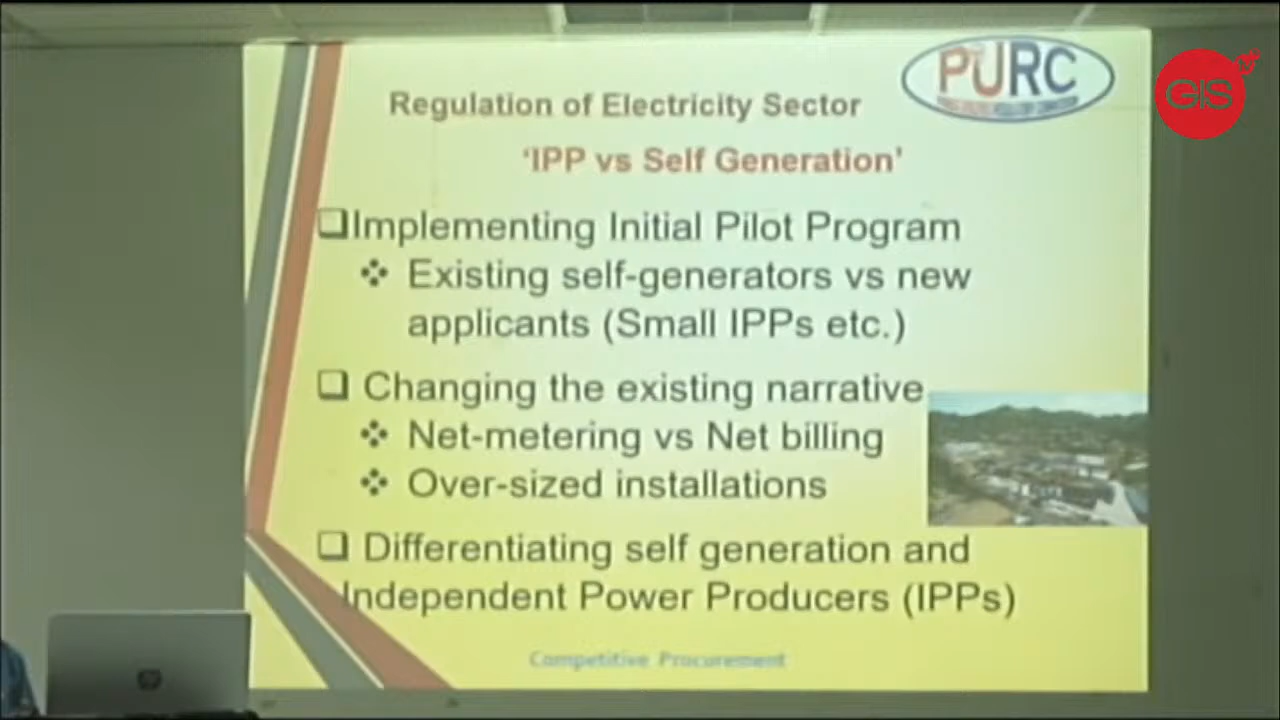 PURC
GIS
Regulation of Electricity Sector
‘IPP vs Self Generation’
Implementing Initial Pilot Program
Existing self-generators vs new
applicants (Small IPPs etc.)
Changing the existing narrative
Net-metering vs Net billing
Over-sized installations
Differentiating self generation and
Independent Power Producers (IPPs)
Competitive Procurement
hp